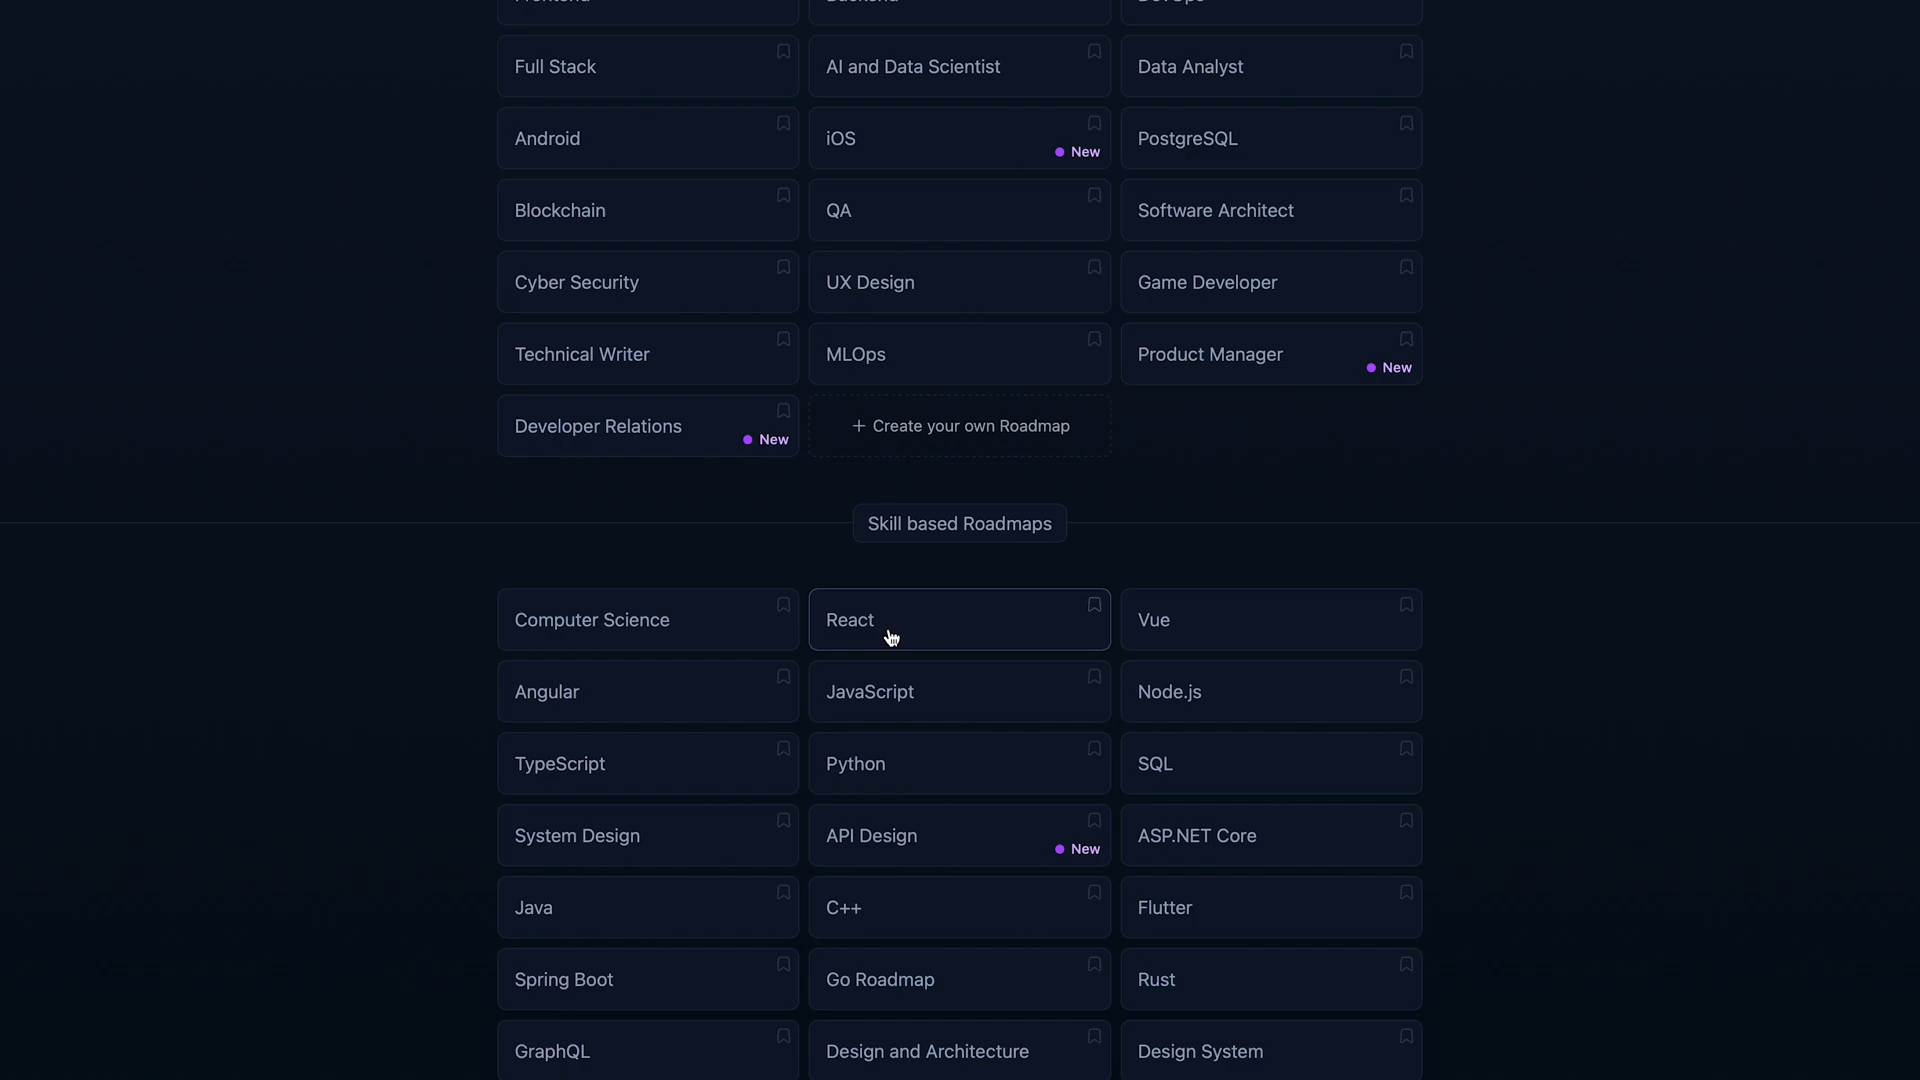 Frontend
Backend
DevOps
Full Stack
AI and Data Scientist
Data Analyst
Android
iOS
New
PostgreSQL
Blockchain
QA
Software Architect
Cyber Security
UX Design
Game Developer
Technical Writer
MLOps
Product Manager
New
Developer Relations
New
+ Create your own Roadmap
Skill based Roadmaps
Computer Science
React
Vue
Angular
JavaScript
Node.js
TypeScript
Python
SQL
System Design
API Design
New
ASP.NET Core
Java
C++
Flutter
Spring Boot
Go Roadmap
Rust
GraphQL
Design and Architecture
Design System